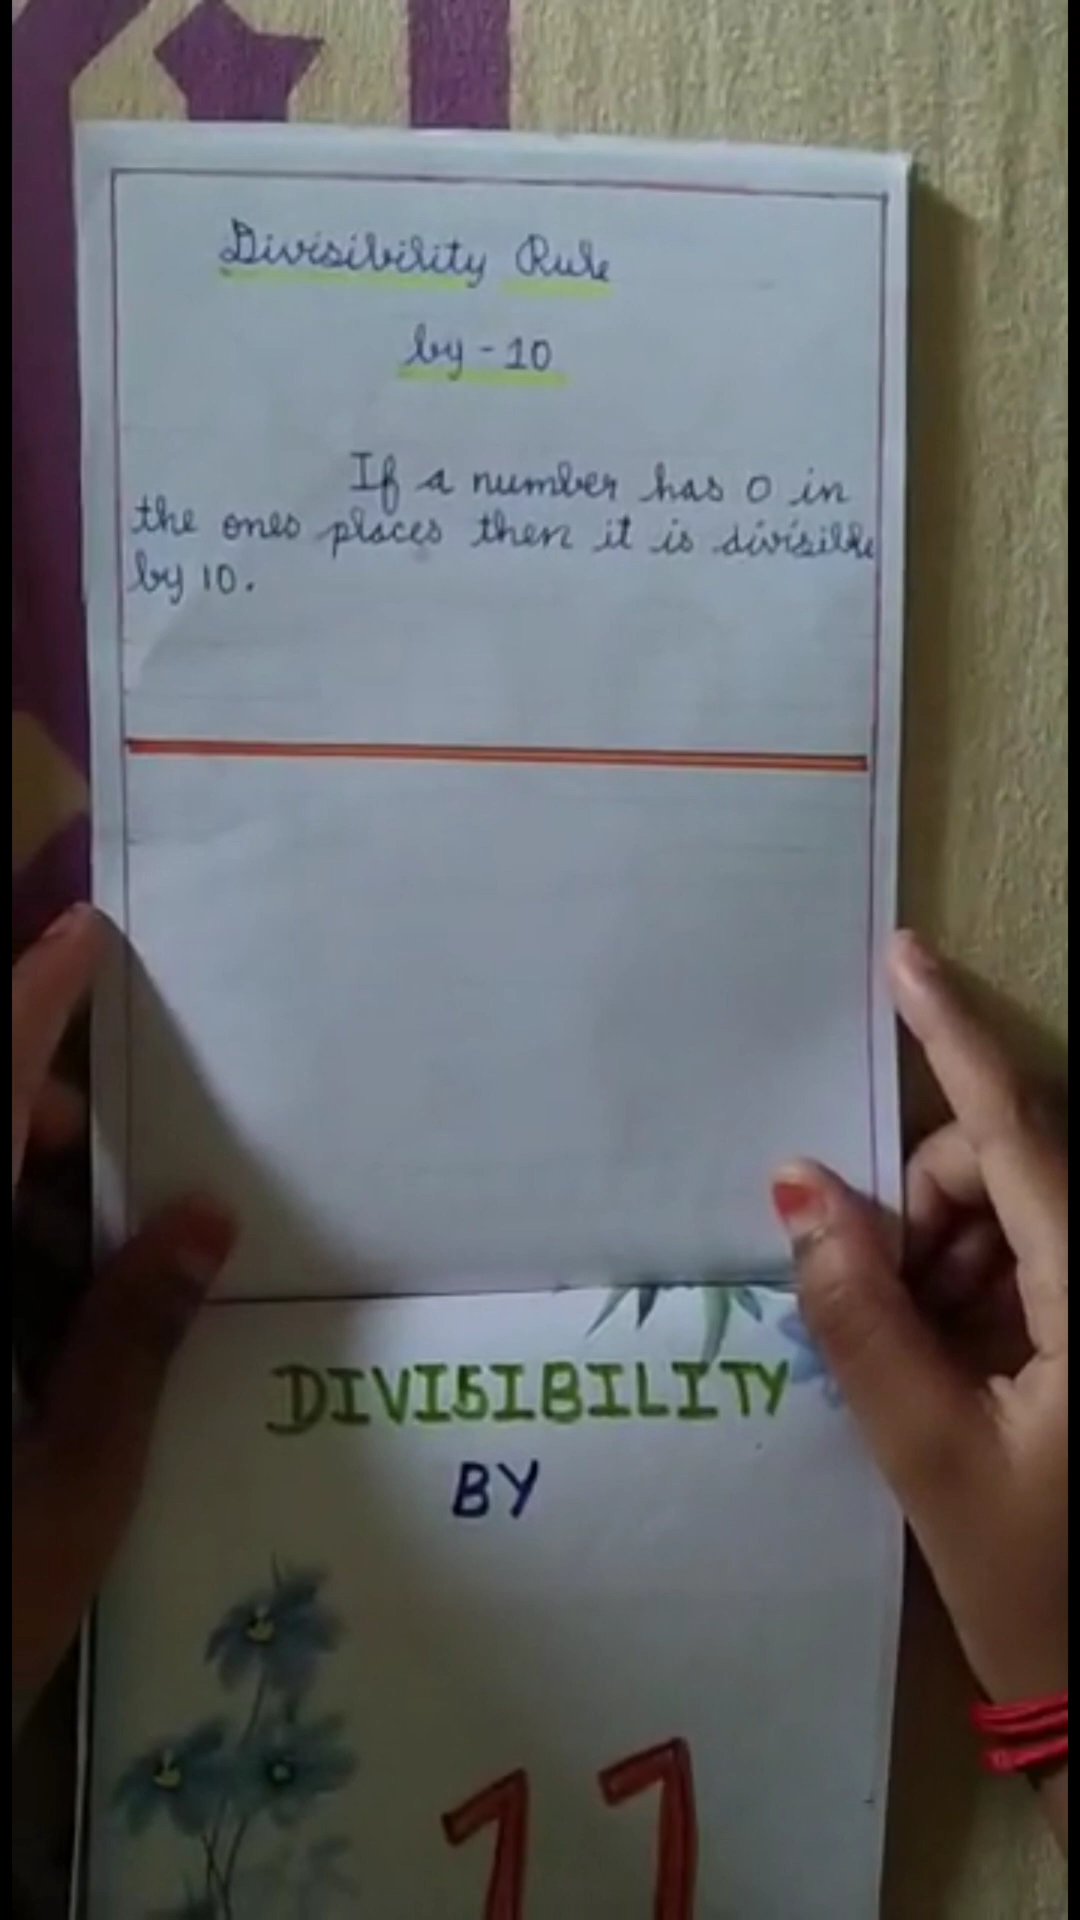 Divisibility Rule
by - 10
If a number has 0 in
the ones places then it is divisible
by 10.
DIVISIBILITY
BY
11